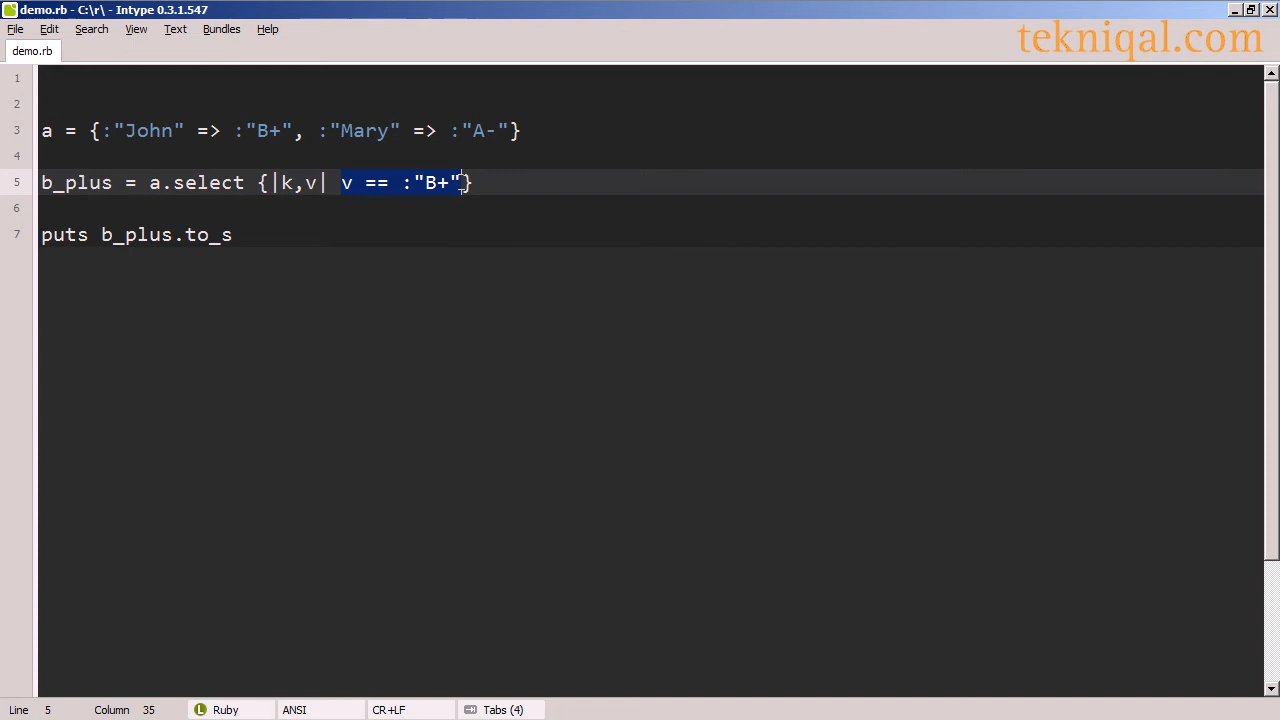 demo.rb - C:\r\ - Intype 0.3.1.547
File Edit Search View Text Bundles Help
tekniqal.com
demo.rb
1
2
3 a = {:"John" => :"B+", :"Mary" => :"A-"}
4
5 b_plus = a.select {|k,v| v == :"B+"}
6
7 puts b_plus.to_s
Line 5 Column 35 L Ruby ANSI CR+LF Tabs (4)